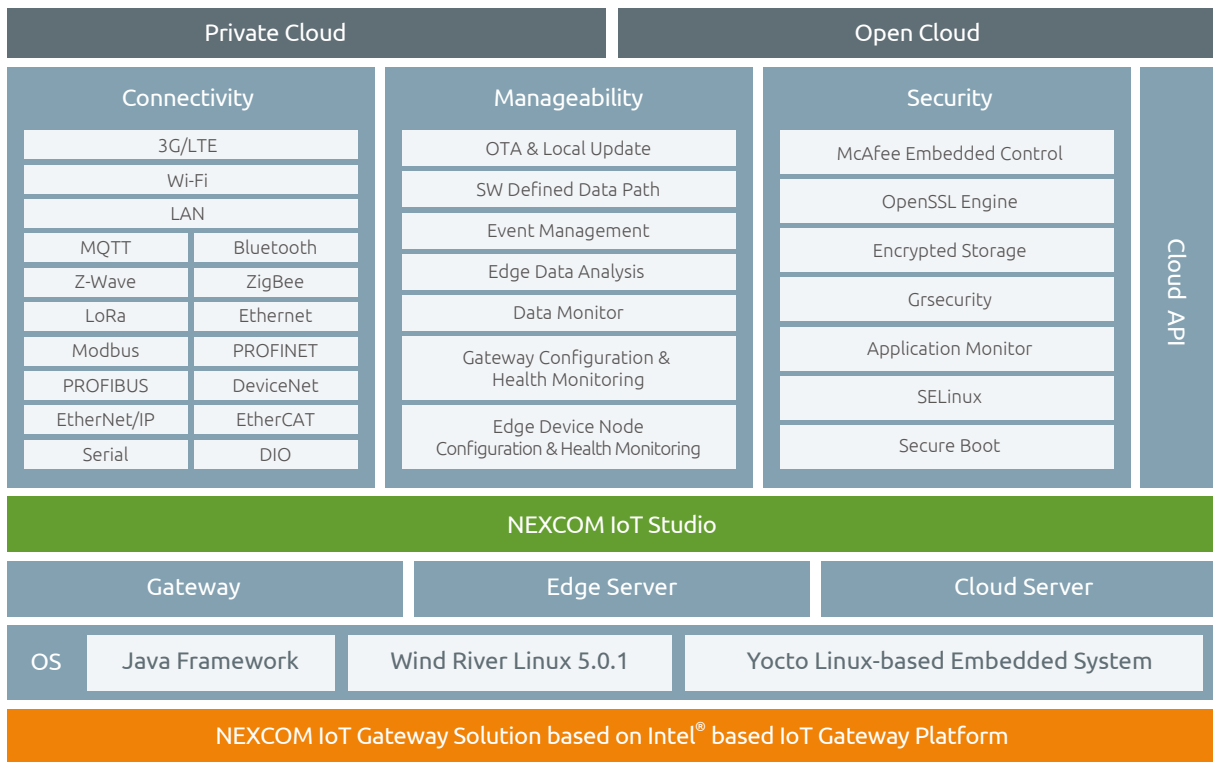 Private Cloud
Open Cloud
Connectivity
3G/LTE
Wi-Fi
LAN
MQTT
Bluetooth
Z-Wave
ZigBee
LoRa
Ethernet
Modbus
PROFINET
PROFIBUS
DeviceNet
EtherNet/IP
EtherCAT
Serial
DIO
Manageability
OTA & Local Update
SW Defined Data Path
Event Management
Edge Data Analysis
Data Monitor
Gateway Configuration &
Health Monitoring
Edge Device Node
Configuration & Health Monitoring
Security
McAfee Embedded Control
OpenSSL Engine
Encrypted Storage
Grsecurity
Application Monitor
SELinux
Secure Boot
Cloud API
NEXCOM IoT Studio
Gateway
Edge Server
Cloud Server
OS
Java Framework
Wind River Linux 5.0.1
Yocto Linux-based Embedded System
NEXCOM IoT Gateway Solution based on Intel® based IoT Gateway Platform